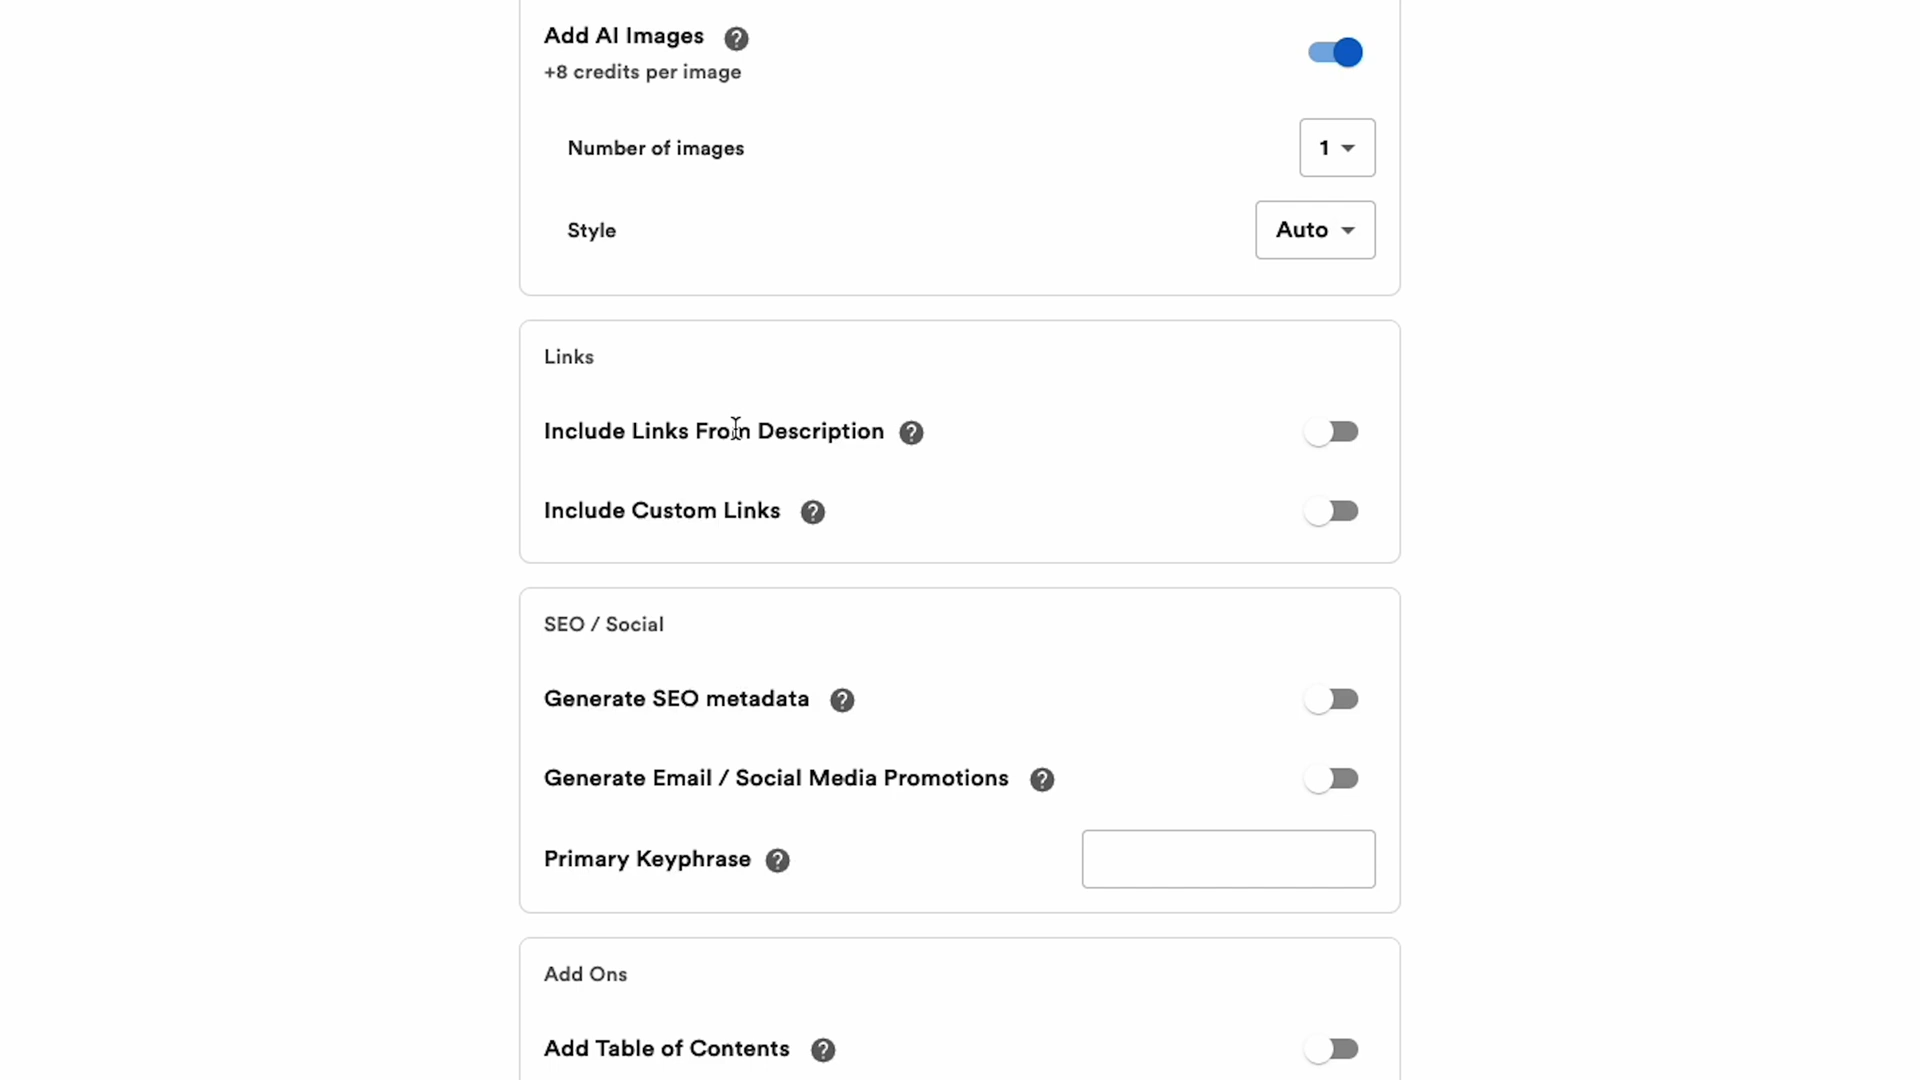 Add AI Images ?
+8 credits per image
Number of images
1
Style
Auto
Links
Include Links From Description ?
Include Custom Links ?
SEO / Social
Generate SEO metadata ?
Generate Email / Social Media Promotions ?
Primary Keyphrase ?
Add Ons
Add Table of Contents ?